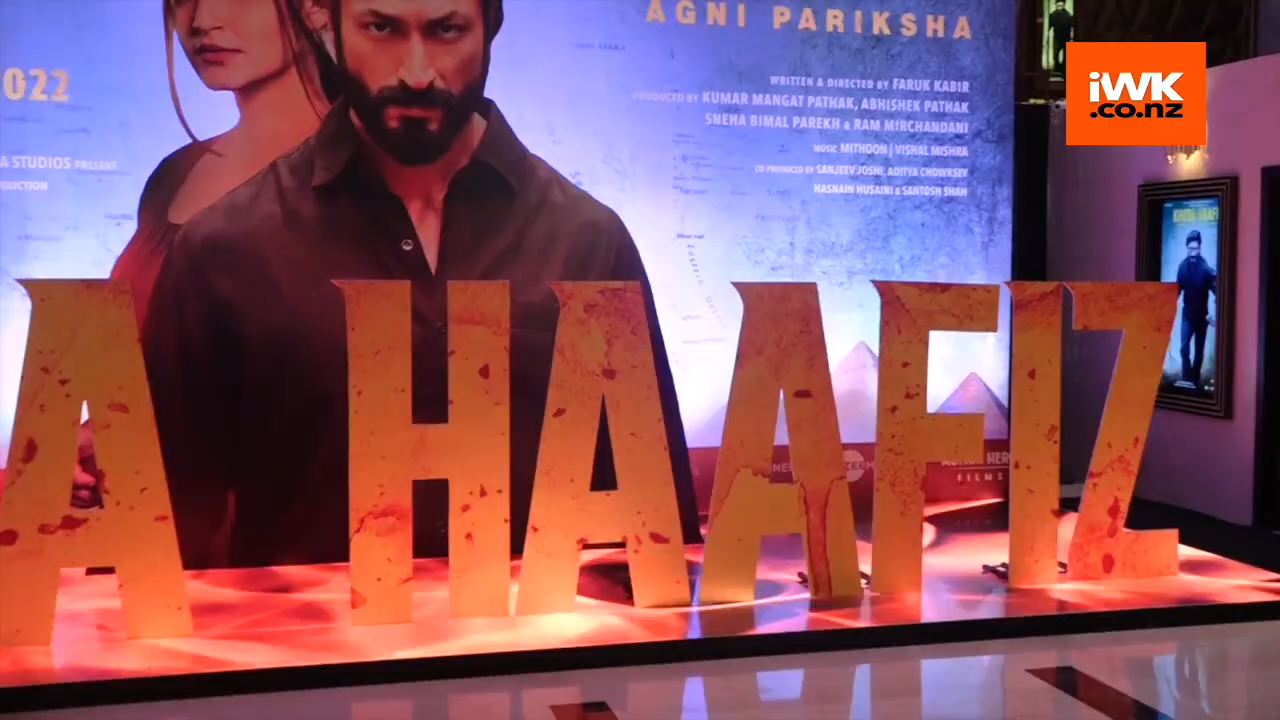 AGNI PARIKSHA
iWK
.co.nz
022
WRITTEN & DIRECTED BY FARUK KABIR
PRODUCED BY KUMAR MANGAT PATHAK, ABHISHEK PATHAK
SNEHA BIMAL PAREKH & RAM MIRCHANDANI
MUSIC MITHOON | VISHAL MISHRA
A STUDIOS PRESENT
CO PRODUCED BY SANJEEV JOSHI, ADITYA CHOWKSEY
HASNAIN HUSAINI & SANTOSH SHAH
A HAAFIZ
ZEE
FILMS